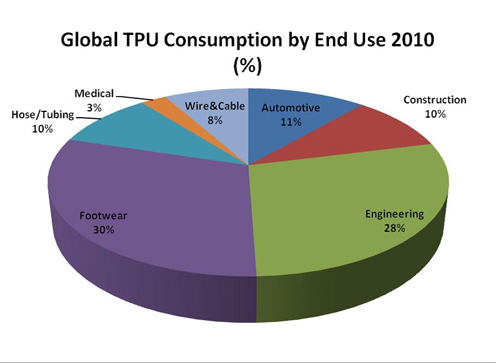 Global TPU Consumption by End Use 2010
(%)
Medical
3%
Hose/Tubing
10%
Wire&Cable
8%
Automotive
11%
Construction
10%
Footwear
30%
Engineering
28%